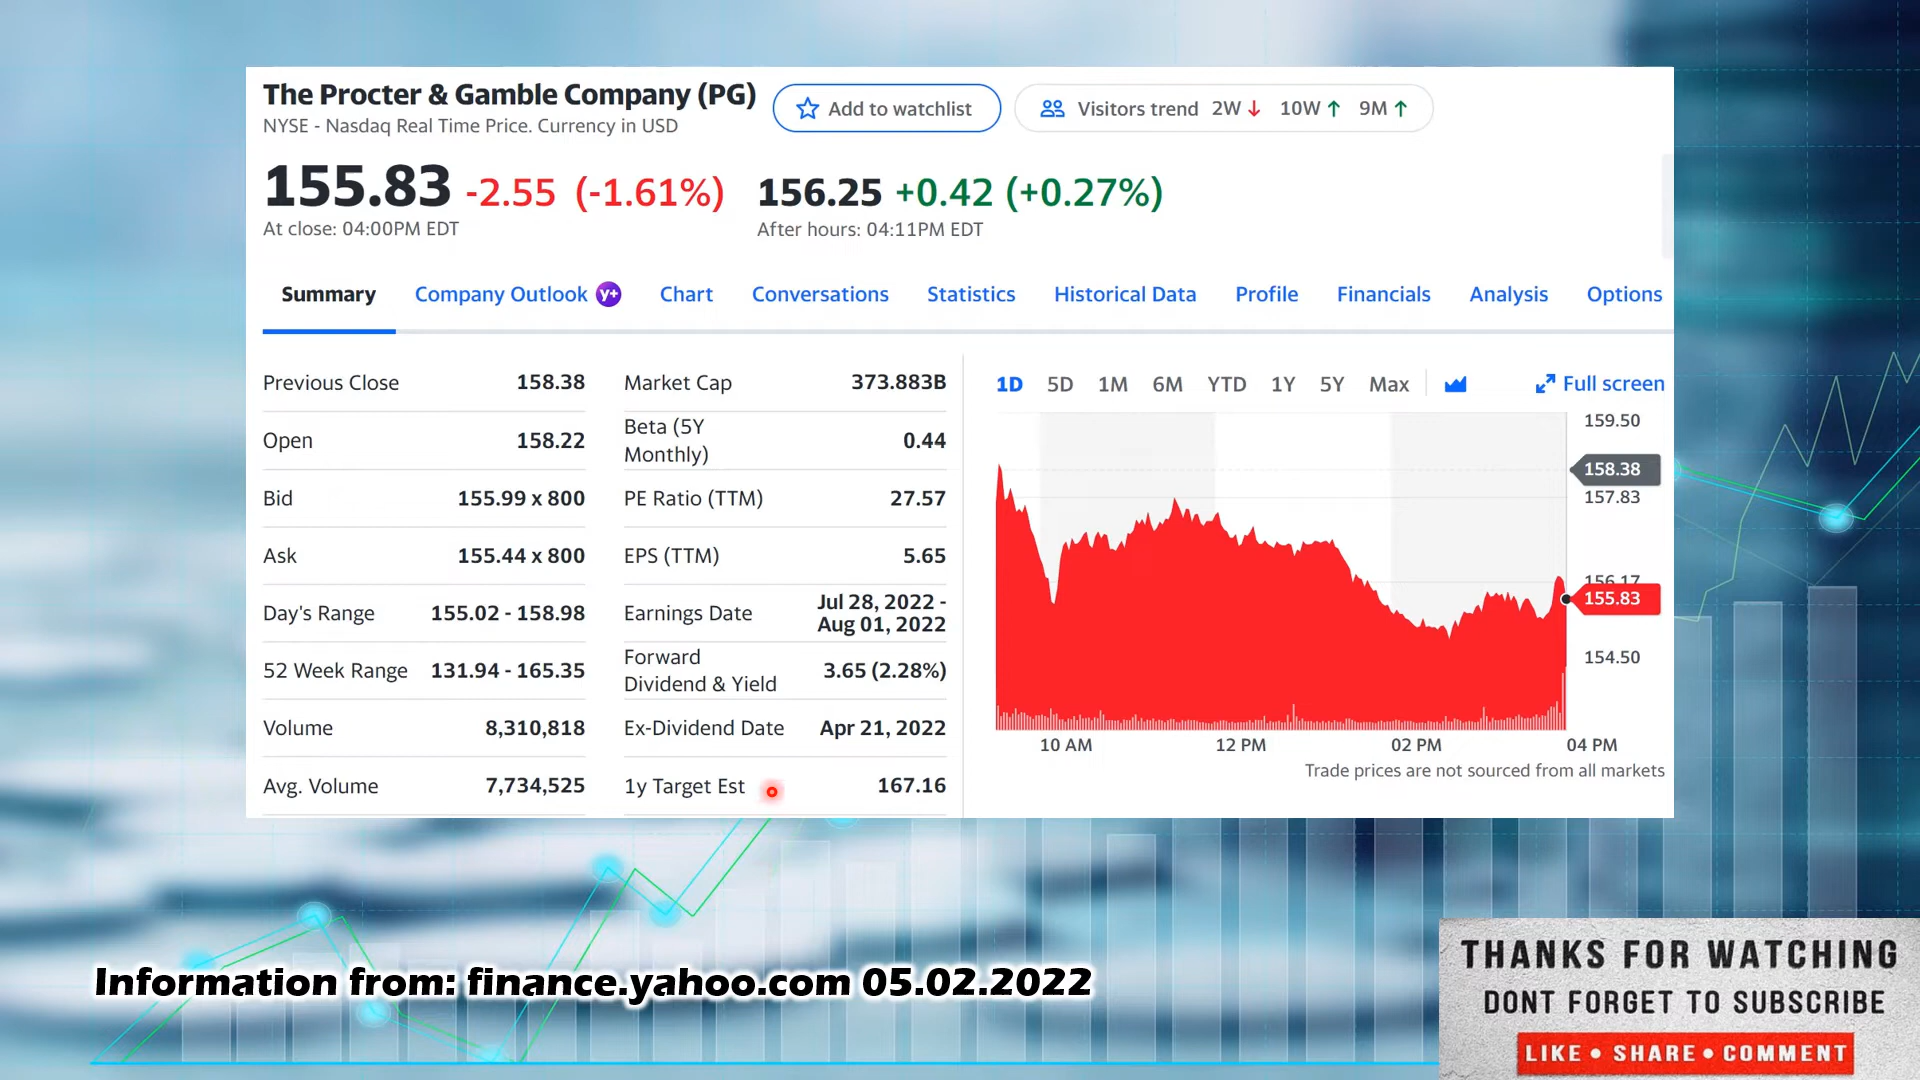 The Procter & Gamble Company (PG)
NYSE - Nasdaq Real Time Price. Currency in USD
Add to watchlist
Visitors trend 2W ↓ 10W ↑ 9M ↑
155.83 -2.55 (-1.61%)
At close: 04:00PM EDT
156.25 +0.42 (+0.27%)
After hours: 04:11PM EDT
Summary Company Outlook y+ Chart Conversations Statistics Historical Data Profile Financials Analysis Options
Previous Close 158.38
Open 158.22
Bid 155.99 x 800
Ask 155.44 x 800
Day's Range 155.02 - 158.98
52 Week Range 131.94 - 165.35
Volume 8,310,818
Avg. Volume 7,734,525
Market Cap 373.883B
Beta (5Y
Monthly) 0.44
PE Ratio (TTM) 27.57
EPS (TTM) 5.65
Earnings Date Jul 28, 2022 -
Aug 01, 2022
Forward
Dividend & Yield 3.65 (2.28%)
Ex-Dividend Date Apr 21, 2022
1y Target Est 167.16
1D 5D 1M 6M YTD 1Y 5Y Max Full screen
159.50
158.38
157.83
156.17
155.83
154.50
10 AM 12 PM 02 PM 04 PM
Trade prices are not sourced from all markets
Information from: finance.yahoo.com 05.02.2022
THANKS FOR WATCHING
DONT FORGET TO SUBSCRIBE
LIKE • SHARE • COMMENT